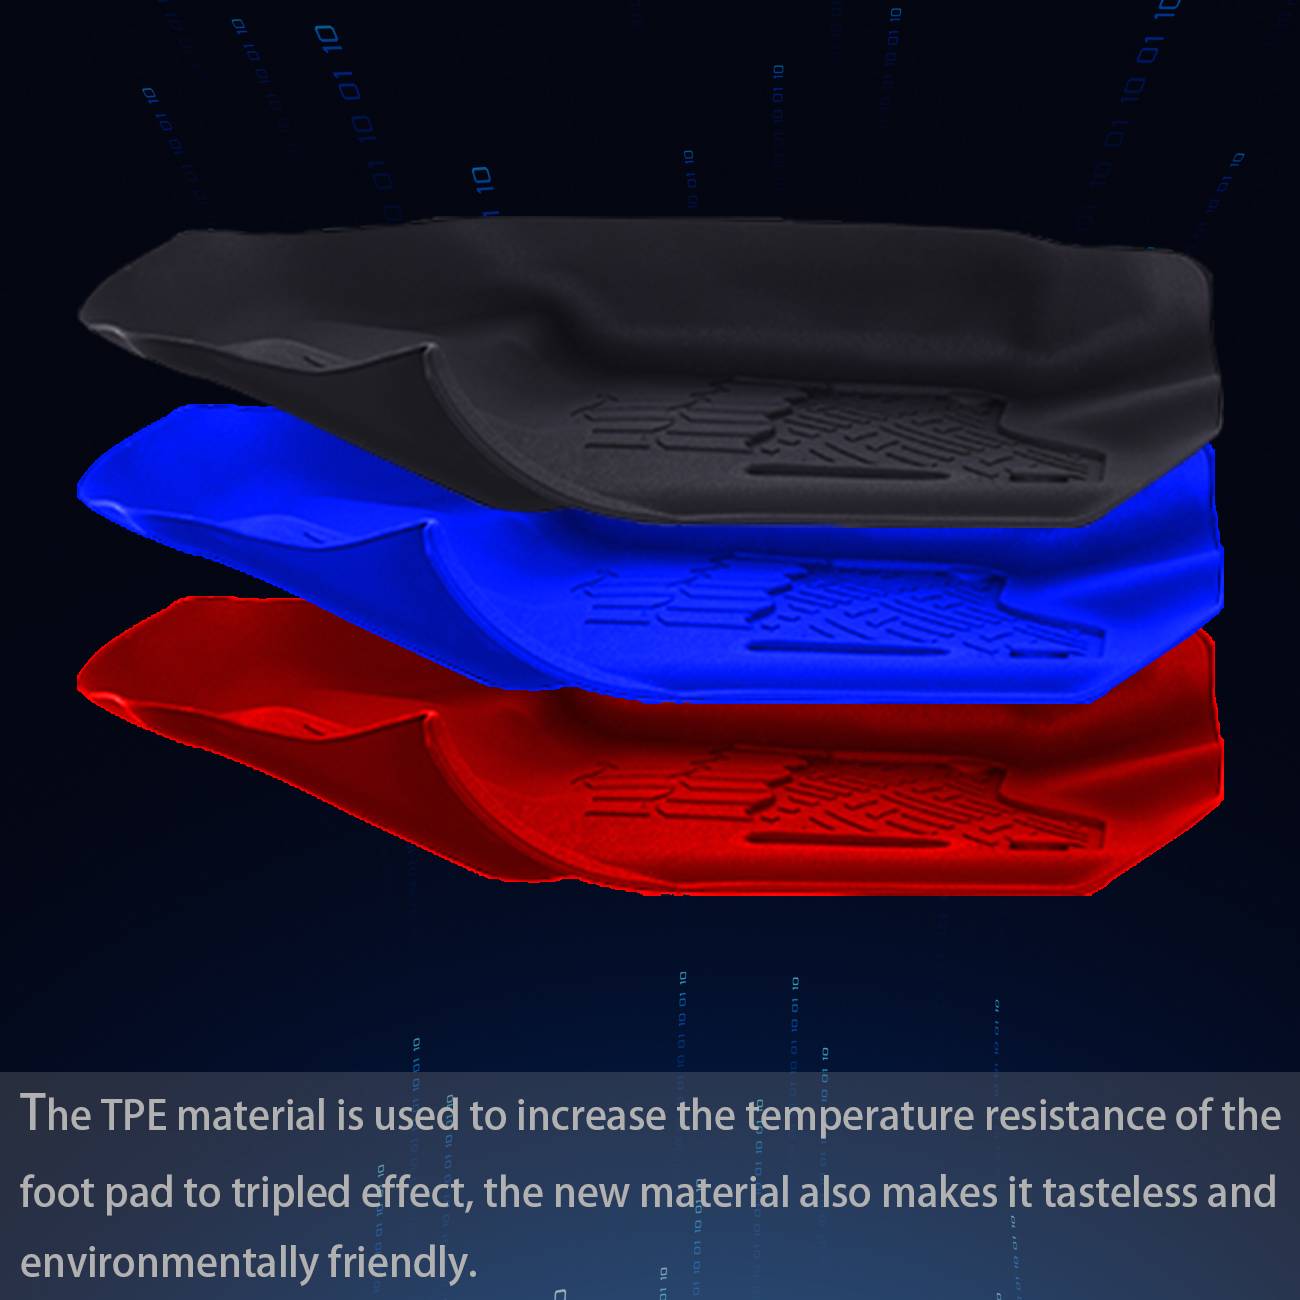 The TPE material is used to increase the temperature resistance of the
foot pad to tripled effect, the new material also makes it tasteless and
environmentally friendly.